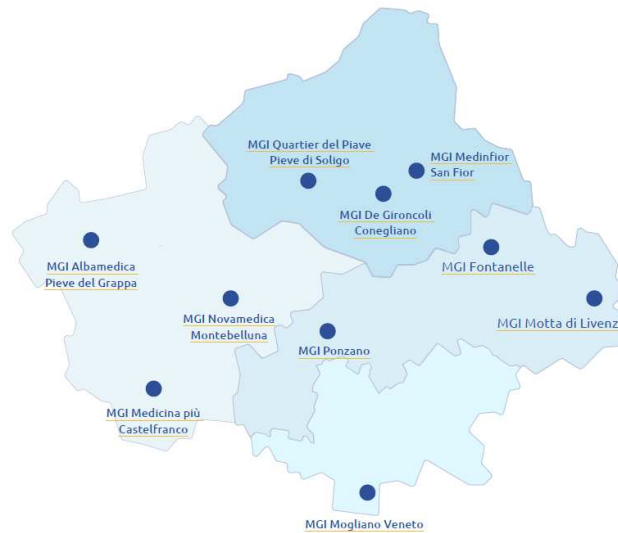 MGI Quartier del Piave
Pieve di Soligo
MGI Medinfior
San Fior
MGI De Gironcoli
Conegliano
MGI Albamedica
Pieve del Grappa
MGI Fontanelle
MGI Novamedica
Montebelluna
MGI Motta di Livenz
MGI Ponzano
MGI Medicina più
Castelfranco
MGI Mogliano Veneto